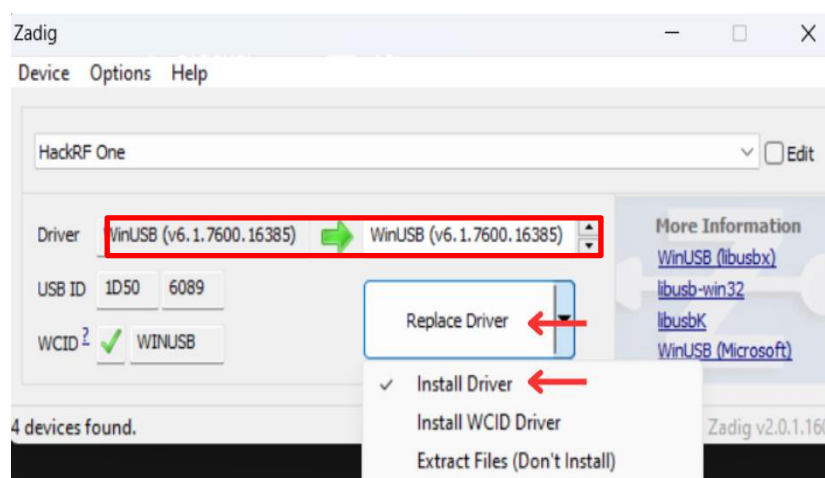 Zadig
Device Options Help
HackRF One
Edit
Driver WinUSB (v6.1.7600.16385) WinUSB (v6.1.7600.16385)
More Information
WinUSB (libusbx)
USB ID 1D50 6089
libusb-win32
Replace Driver
libusbK
WCID ? WINUSB
WinUSB (Microsoft)
Install Driver
4 devices found.
Install WCID Driver
Zadig v2.0.1.160
Extract Files (Don't Install)